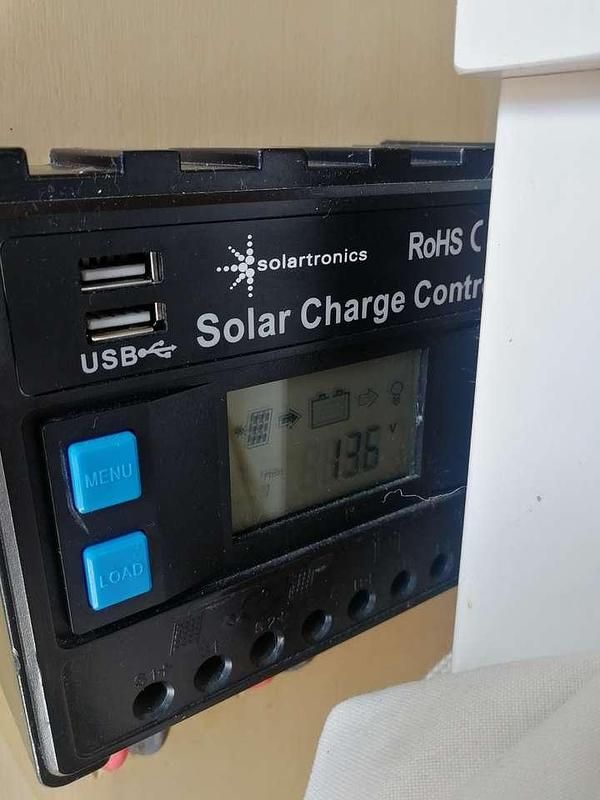 solartronics
RoHS
Solar Charge Contr
USB
MENU
13.6 V
LOAD